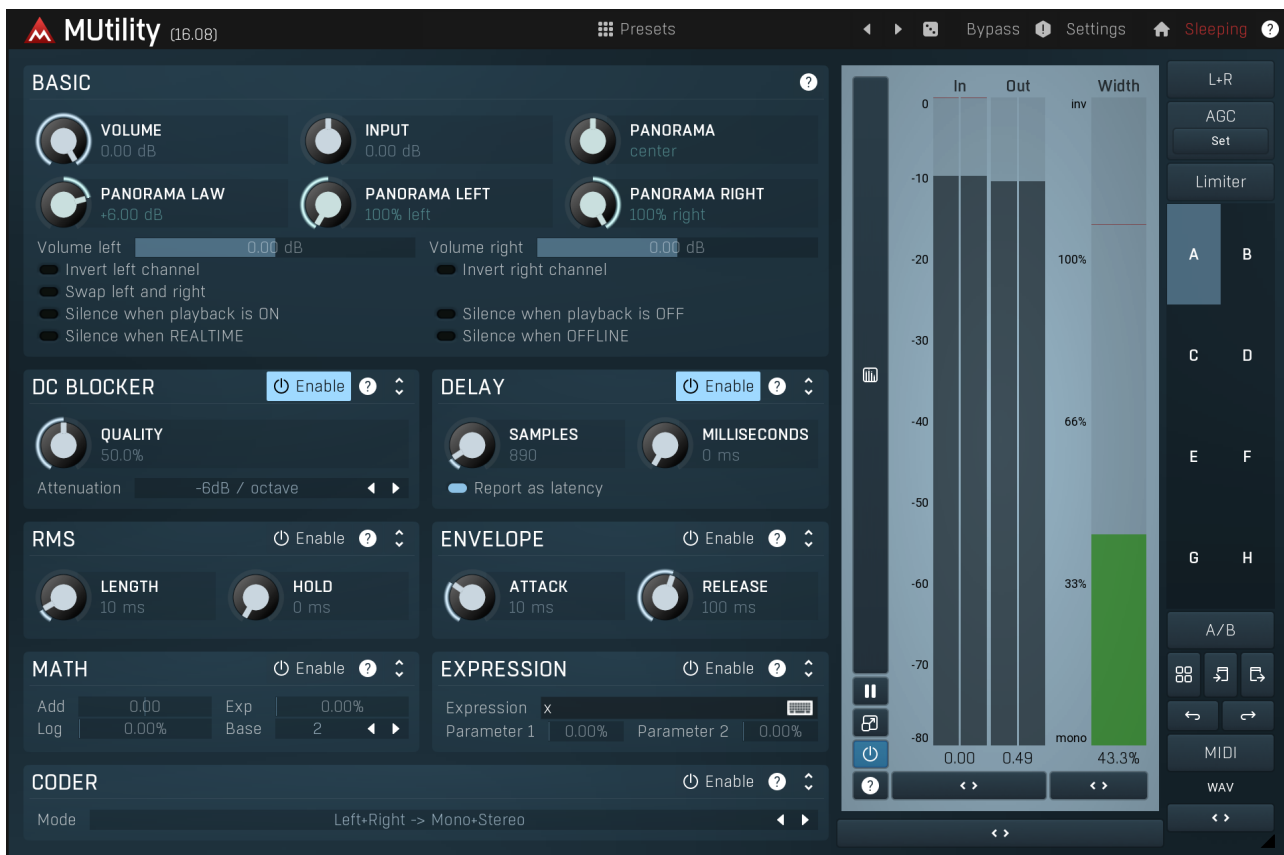 MUtility (16.08) Presets Bypass Settings Sleeping ?
BASIC ?
VOLUME
0.00 dB
INPUT
0.00 dB
PANORAMA
center
PANORAMA LAW
+6.00 dB
PANORAMA LEFT
100% left
PANORAMA RIGHT
100% right
Volume left 0.00 dB Volume right 0.00 dB
Invert left channel Invert right channel
Swap left and right
Silence when playback is ON Silence when playback is OFF
Silence when REALTIME Silence when OFFLINE
DC BLOCKER Enable ?
QUALITY
50.0%
Attenuation -6dB / octave
DELAY Enable ?
SAMPLES
890
MILLISECONDS
0 ms
Report as latency
RMS Enable ?
LENGTH
10 ms
HOLD
0 ms
ENVELOPE Enable ?
ATTACK
10 ms
RELEASE
100 ms
MATH Enable ?
Add 0.00 Exp 0.00%
Log 0.00% Base 2
EXPRESSION Enable ?
Expression x
Parameter 1 0.00% Parameter 2 0.00%
CODER Enable ?
Mode Left+Right -> Mono+Stereo
In Out Width
0 inv
-10
-20 100%
-30
-40 66%
-50
-60 33%
-70
-80 mono
0.00 0.49 43.3%
?
L+R
AGC
Set
Limiter
A B
C D
E F
G H
A/B
MIDI
WAV